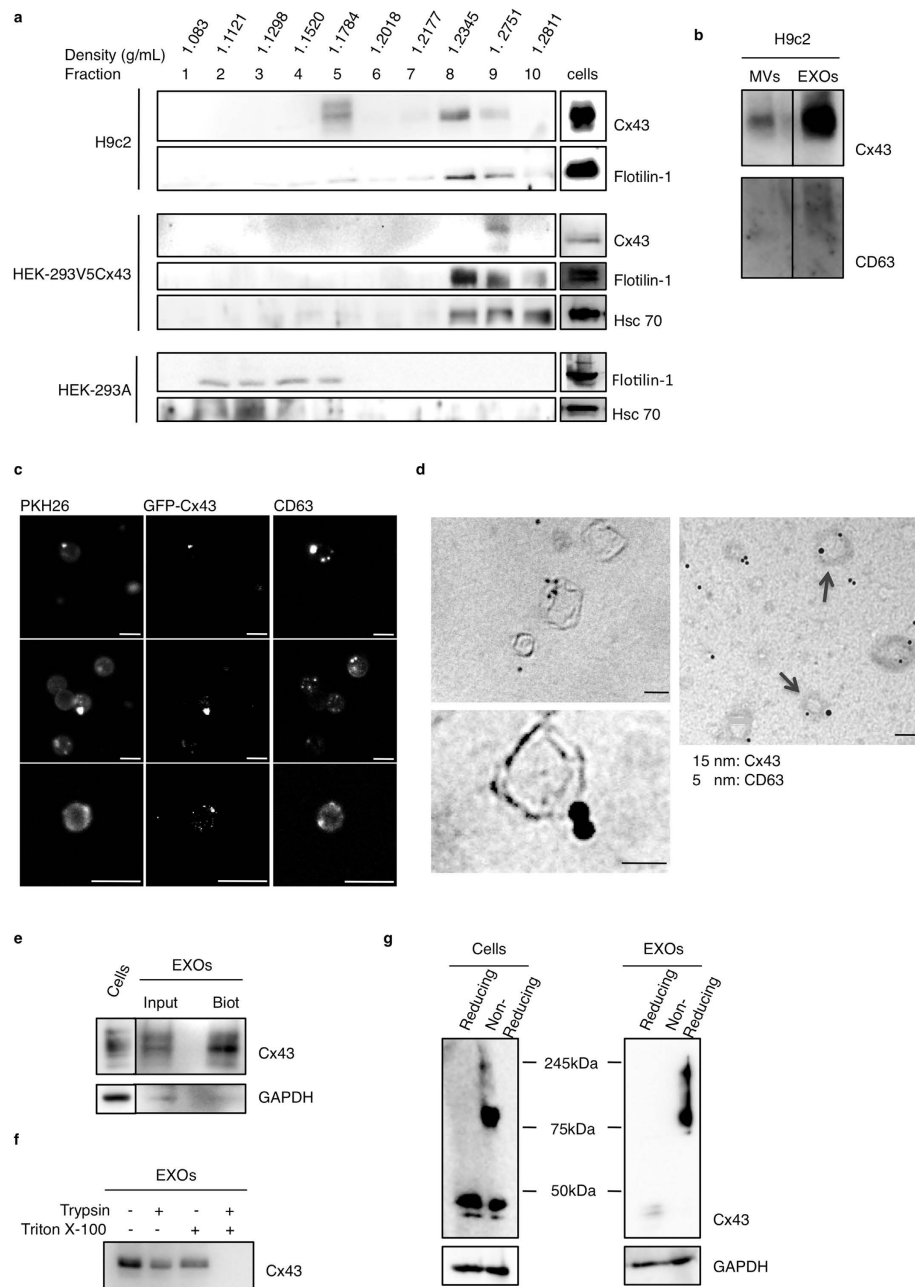 a
Density (g/mL) 1.083 1.1121 1.1298 1.1520 1.1784 1.2018 1.2177 1.2345 1.2751 1.2811
Fraction 1 2 3 4 5 6 7 8 9 10 cells
H9c2
Cx43
Flotilin-1
HEK-293V5Cx43
Cx43
Flotilin-1
Hsc 70
HEK-293A
Flotilin-1
Hsc 70
b
H9c2
MVs EXOs
Cx43
CD63
c
PKH26 GFP-Cx43 CD63
d
15 nm: Cx43
5 nm: CD63
e
Cells
EXOs
Input Biot
Cx43
GAPDH
f
EXOs
Trypsin - + - +
Triton X-100 - - + +
Cx43
g
Cells EXOs
Reducing Non-Reducing Reducing Non-Reducing
245kDa
75kDa
50kDa
Cx43
GAPDH